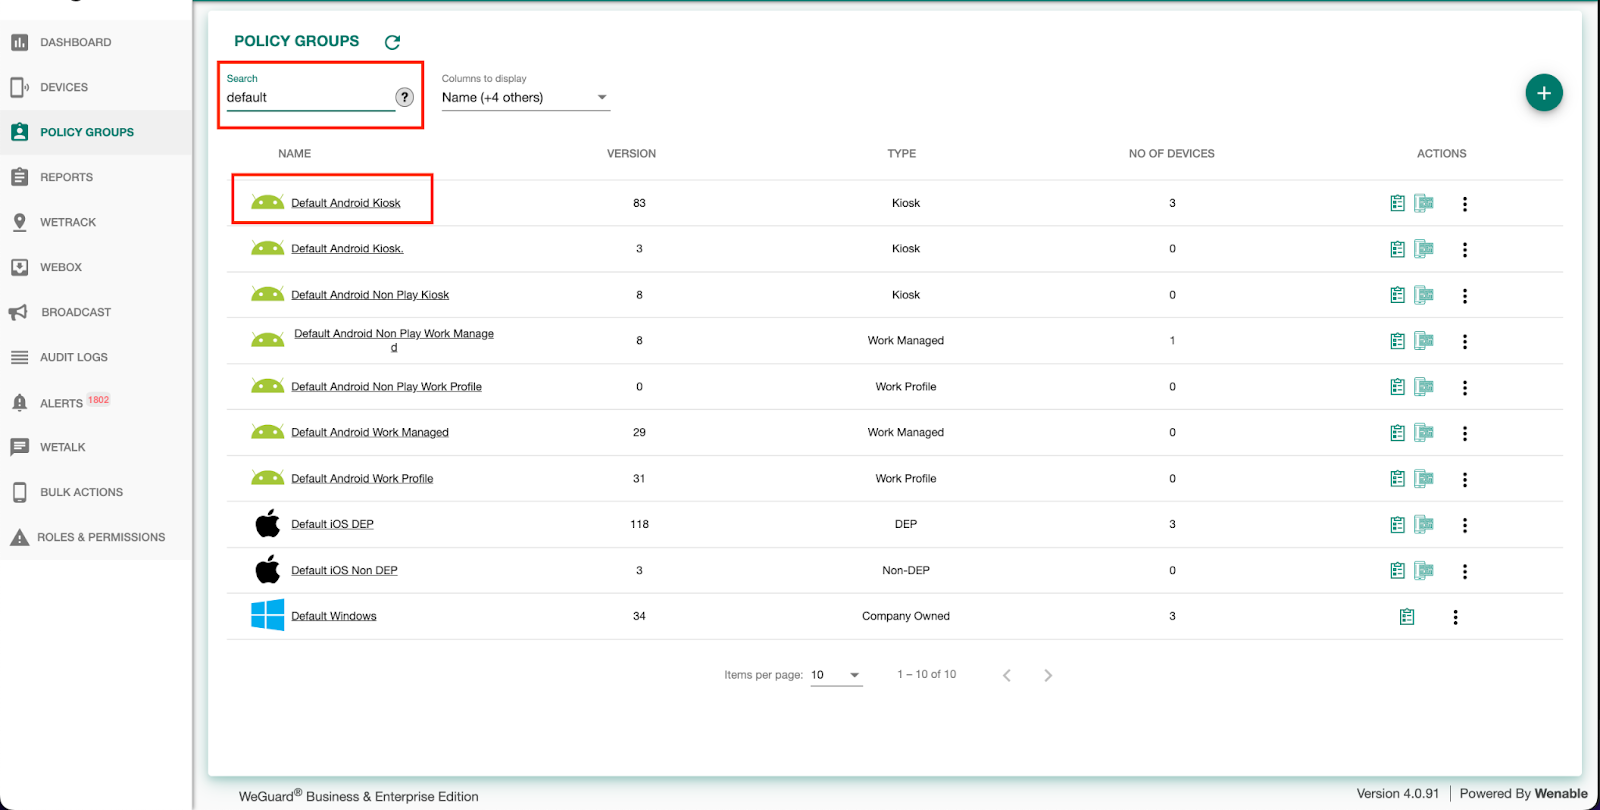 DASHBOARD
DEVICES
POLICY GROUPS
REPORTS
WETRACK
WEBOX
BROADCAST
AUDIT LOGS
ALERTS 1802
WETALK
BULK ACTIONS
ROLES & PERMISSIONS
POLICY GROUPS
Search
default ?
Columns to display
Name (+4 others)
+
NAME VERSION TYPE NO OF DEVICES ACTIONS
Default Android Kiosk 83 Kiosk 3
Default Android Kiosk. 3 Kiosk 0
Default Android Non Play Kiosk 8 Kiosk 0
Default Android Non Play Work Manage
d 8 Work Managed 1
Default Android Non Play Work Profile 0 Work Profile 0
Default Android Work Managed 29 Work Managed 0
Default Android Work Profile 31 Work Profile 0
Default iOS DEP 118 DEP 3
Default iOS Non DEP 3 Non-DEP 0
Default Windows 34 Company Owned 3
Items per page: 10 1 – 10 of 10
WeGuard® Business & Enterprise Edition
Version 4.0.91 | Powered By Wenable